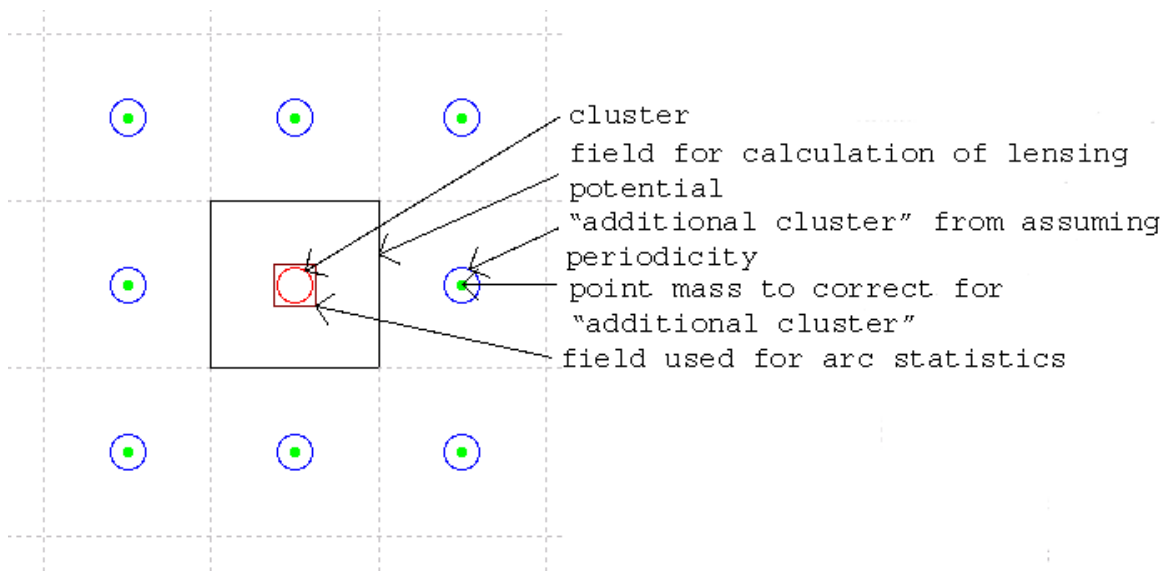 cluster
field for calculation of lensing
potential
“additional cluster” from assuming
periodicity
point mass to correct for
“additional cluster”
field used for arc statistics